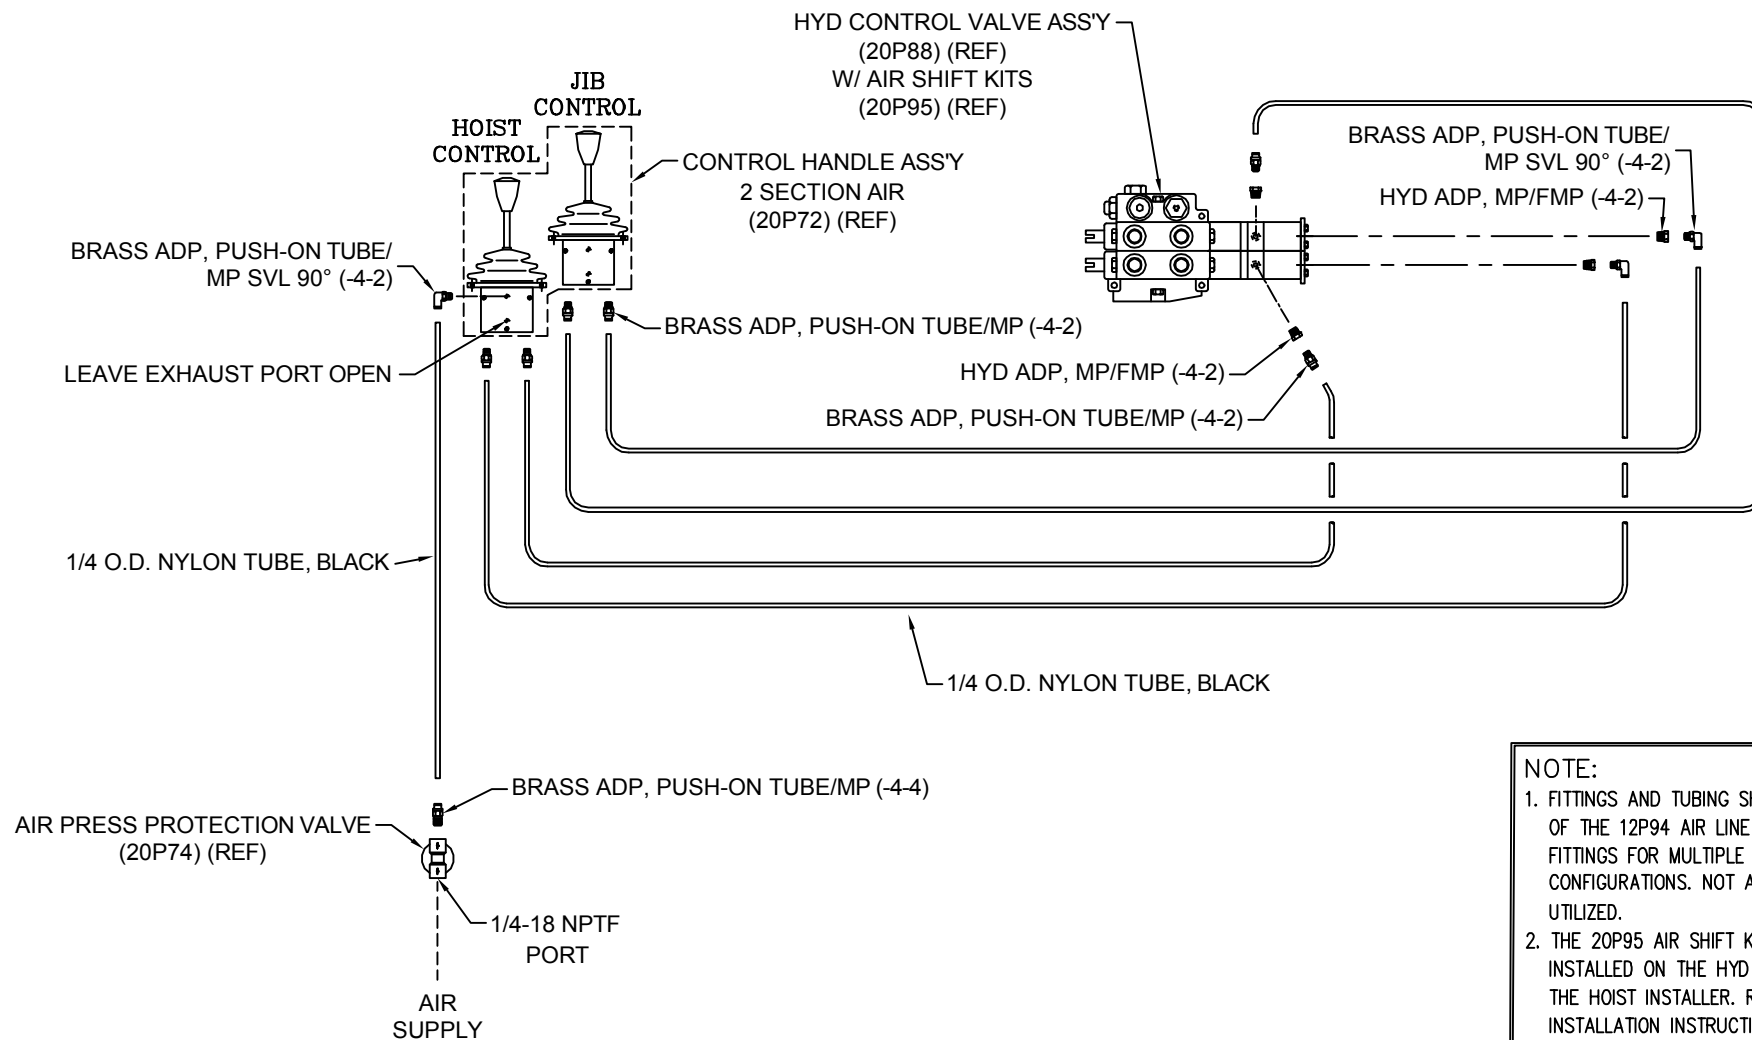 HYD CONTROL VALVE ASS'Y
(20P88) (REF)
W/ AIR SHIFT KITS
(20P95) (REF)
JIB
CONTROL
HOIST
CONTROL
CONTROL HANDLE ASS'Y
2 SECTION AIR
(20P72) (REF)
BRASS ADP, PUSH-ON TUBE/
MP SVL 90° (-4-2)
HYD ADP, MP/FMP (-4-2)
BRASS ADP, PUSH-ON TUBE/
MP SVL 90° (-4-2)
BRASS ADP, PUSH-ON TUBE/MP (-4-2)
LEAVE EXHAUST PORT OPEN
HYD ADP, MP/FMP (-4-2)
BRASS ADP, PUSH-ON TUBE/MP (-4-2)
1/4 O.D. NYLON TUBE, BLACK
1/4 O.D. NYLON TUBE, BLACK
BRASS ADP, PUSH-ON TUBE/MP (-4-4)
AIR PRESS PROTECTION VALVE
(20P74) (REF)
1/4-18 NPTF
PORT
AIR
SUPPLY
NOTE:
1. FITTINGS AND TUBING
OF THE 12P94 AIR LINE
FITTINGS FOR MULTIPLE
CONFIGURATIONS. NOT
UTILIZED.
2. THE 20P95 AIR SHIFT
INSTALLED ON THE HYD
THE HOIST INSTALLER.
INSTALLATION